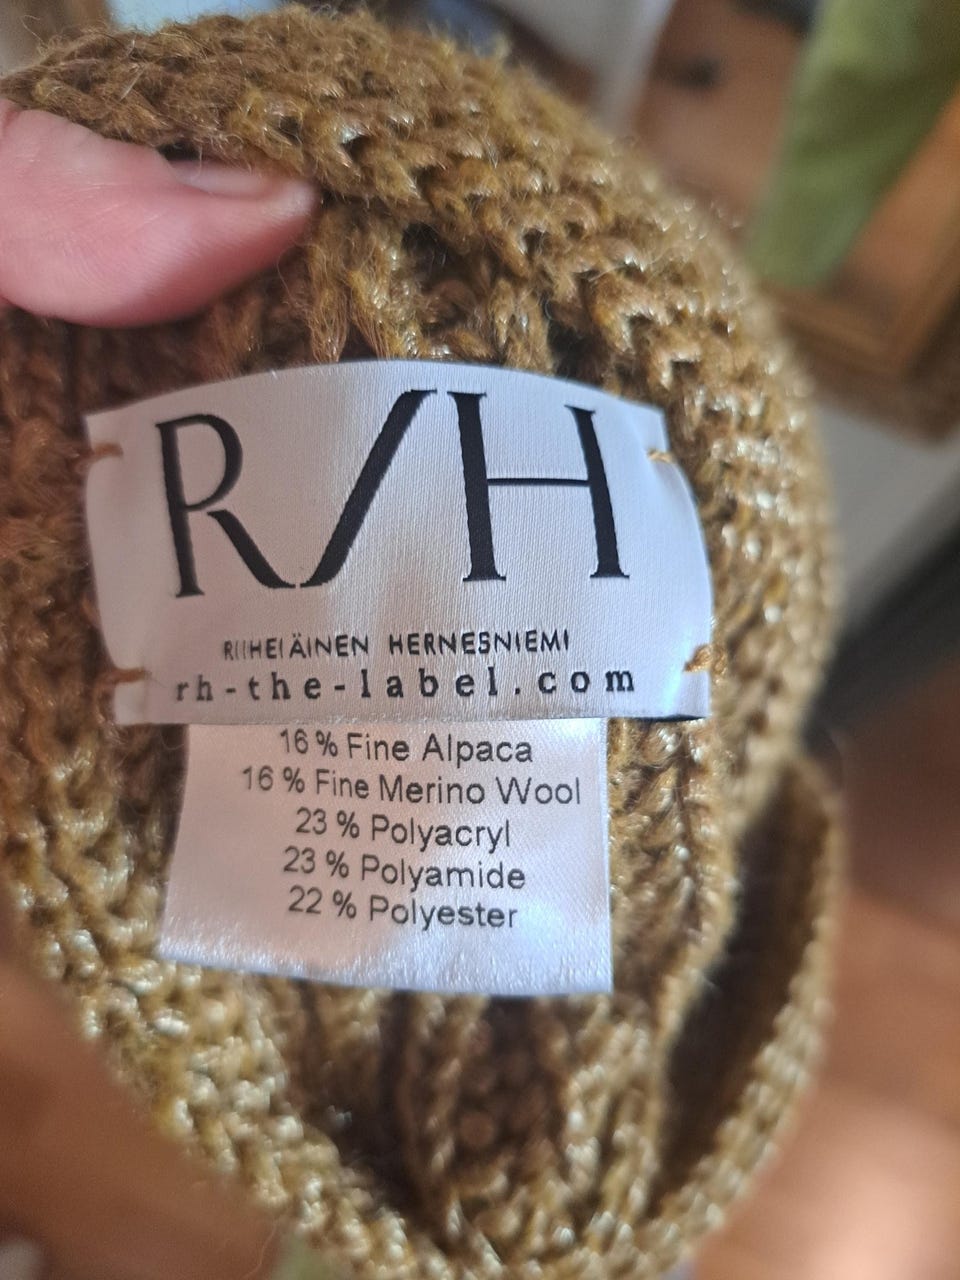 R/H
RIIHELÄINEN HERNESNIEMI
rh-the-label.com
16 % Fine Alpaca
16 % Fine Merino Wool
23 % Polyacryl
23 % Polyamide
22 % Polyester